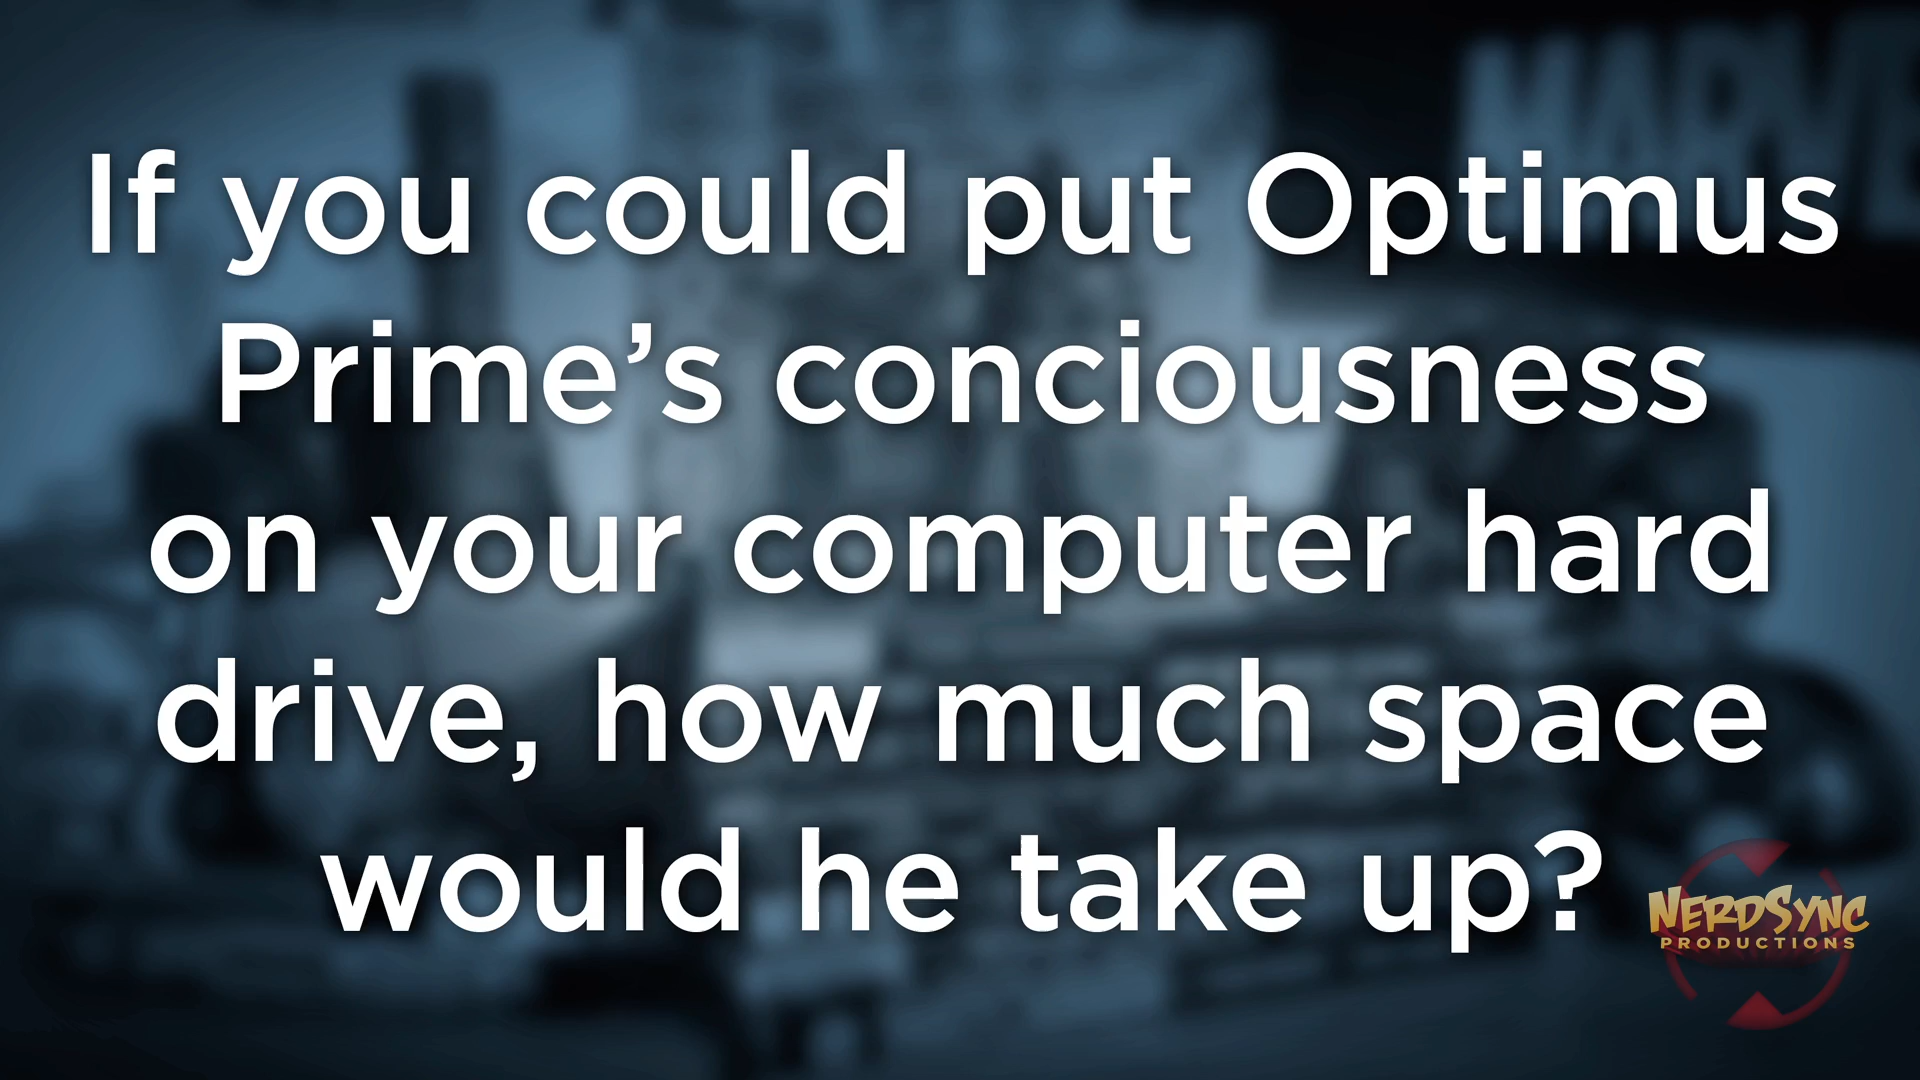 MARVE
If you could put Optimus
Prime’s conciousness
on your computer hard
drive, how much space
would he take up?
NERDSYNC
PRODUCTIONS